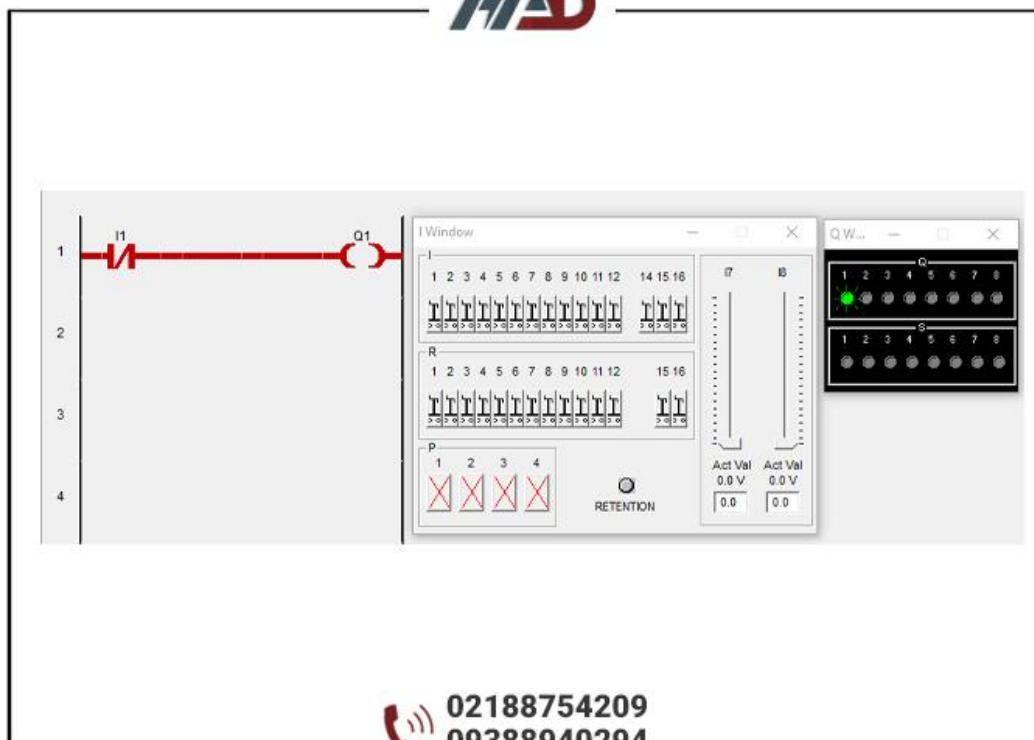 HAD
1
I1
Q1
2
3
4
I Window
I
1 2 3 4 5 6 7 8 9 10 11 12 14 15 16
R
1 2 3 4 5 6 7 8 9 10 11 12 15 16
P
1 2 3 4
RETENTION
I7 I8
Act Val Act Val
0.0 V 0.0 V
0.0 0.0
Q W...
Q
1 2 3 4 5 6 7 8
S
1 2 3 4 5 6 7 8
02188754209
09388940294